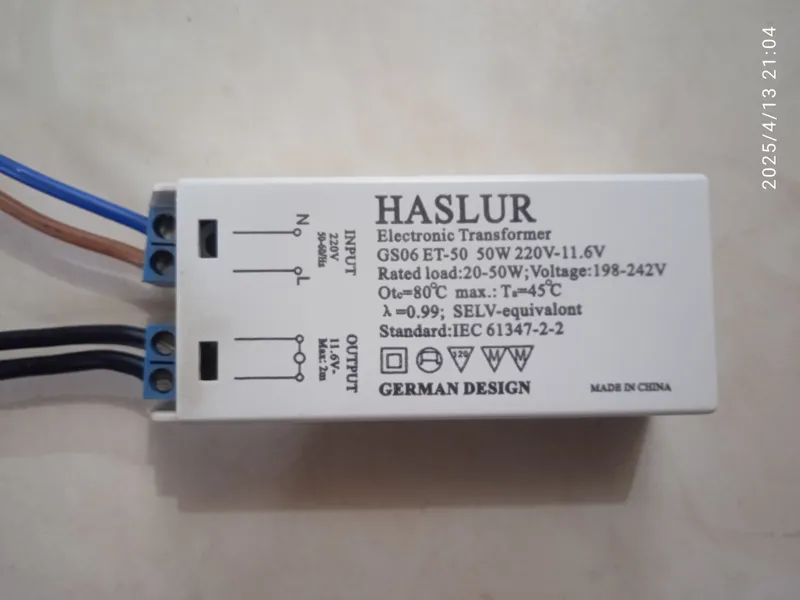 2025/4/13 21:04
HASLUR
Electronic Transformer
GS06 ET-50 50W 220V-11.6V
Rated load:20-50W;Voltage:198-242V
Otc=80℃ max.: Ta=45℃
λ=0.99; SELV-equivalont
Standard:IEC 61347-2-2
120 M M
GERMAN DESIGN
MADE IN CHINA
N
L
INPUT
220V
50-60Hz
OUTPUT
11.6V~
Max: 2m